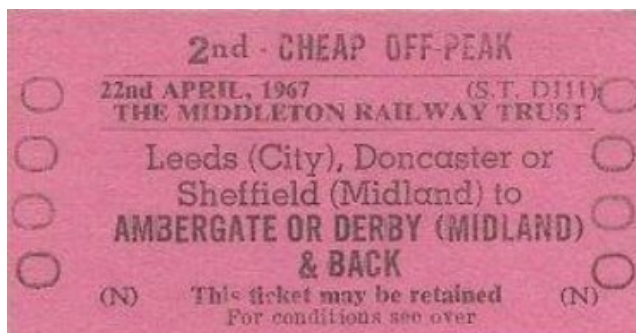 2nd - CHEAP OFF-PEAK
22nd APRIL, 1967 (S.T. D111)
THE MIDDLETON RAILWAY TRUST
Leeds (City), Doncaster or
Sheffield (Midland) to
AMBERGATE OR DERBY (MIDLAND)
& BACK
(N) This ticket may be retained (N)
For conditions see over